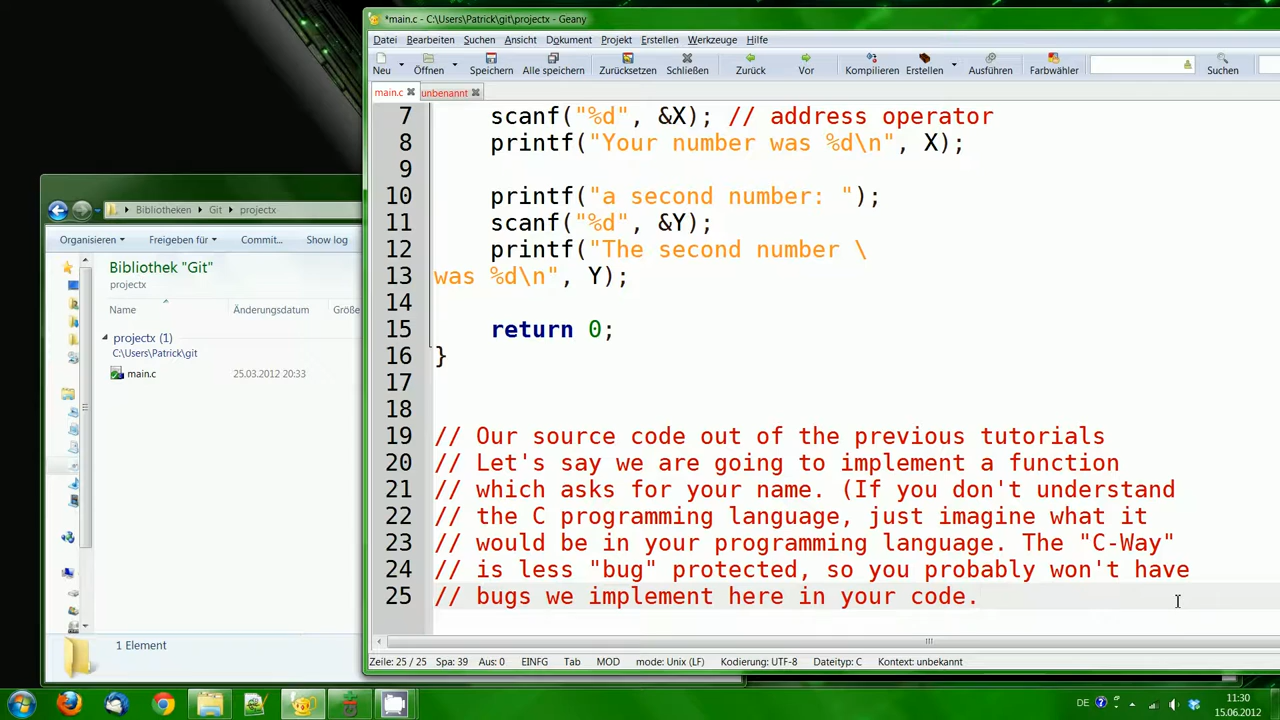 *main.c - C:\Users\Patrick\git\projectx - Geany
Datei Bearbeiten Suchen Ansicht Dokument Projekt Erstellen Werkzeuge Hilfe
Neu Öffnen Speichern Alle speichern Zurücksetzen Schließen Zurück Vor Kompilieren Erstellen Ausführen Farbwähler Suchen
main.c unbenannt
7 scanf("%d", &X); // address operator
8 printf("Your number was %d\n", X);
9
10 printf("a second number: ");
11 scanf("%d", &Y);
12 printf("The second number \
13 was %d\n", Y);
14
15 return 0;
16 }
17
18
19 // Our source code out of the previous tutorials
20 // Let's say we are going to implement a function
21 // which asks for your name. (If you don't understand
22 // the C programming language, just imagine what it
23 // would be in your programming language. The "C-Way"
24 // is less "bug" protected, so you probably won't have
25 // bugs we implement here in your code.
Zeile: 25 / 25 Spa: 39 Aus: 0 EINFG Tab MOD mode: Unix (LF) Kodierung: UTF-8 Dateityp: C Kontext: unbekannt
Bibliotheken Git projectx
Organisieren Freigeben für Commit... Show log
Bibliothek "Git"
projectx
Name Änderungsdatum Größe
projectx (1)
C:\Users\Patrick\git
main.c 25.03.2012 20:33
1 Element
DE 11:30
15.06.2012